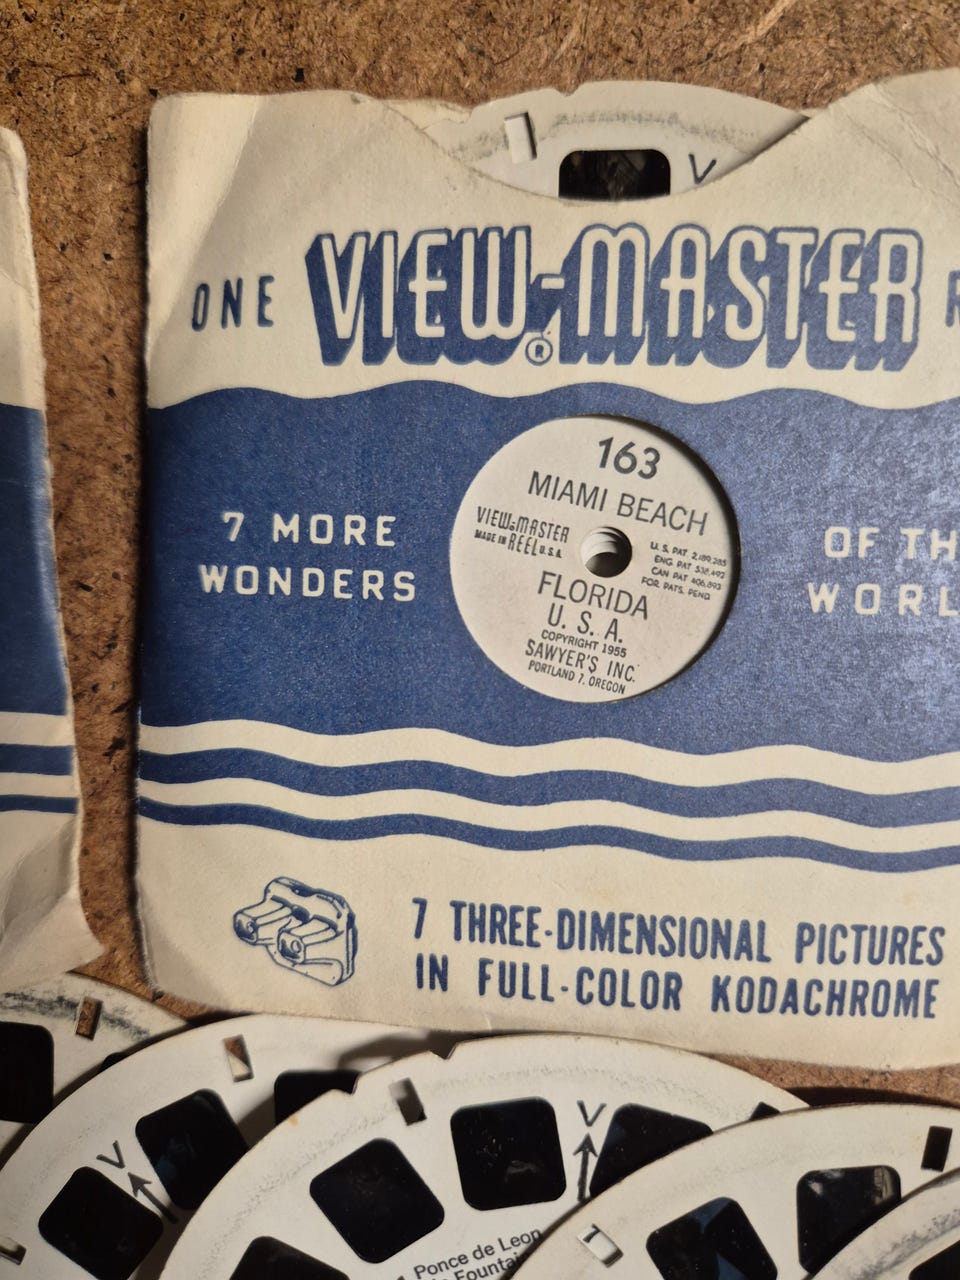 ONE VIEW-MASTER® R
7 MORE
WONDERS
163
MIAMI BEACH
VIEW-MASTER
REEL
MADE IN U.S.A.
U.S. PAT 2,189,285
ENG PAT 538,492
CAN PAT 406,893
FOR. PATS. PEND.
FLORIDA
U. S. A.
COPYRIGHT 1955
SAWYER'S INC.
PORTLAND 7, OREGON
OF TH
WORL
7 THREE-DIMENSIONAL PICTURES
IN FULL-COLOR KODACHROME
V
V
V
Ponce de Leon
Fountai